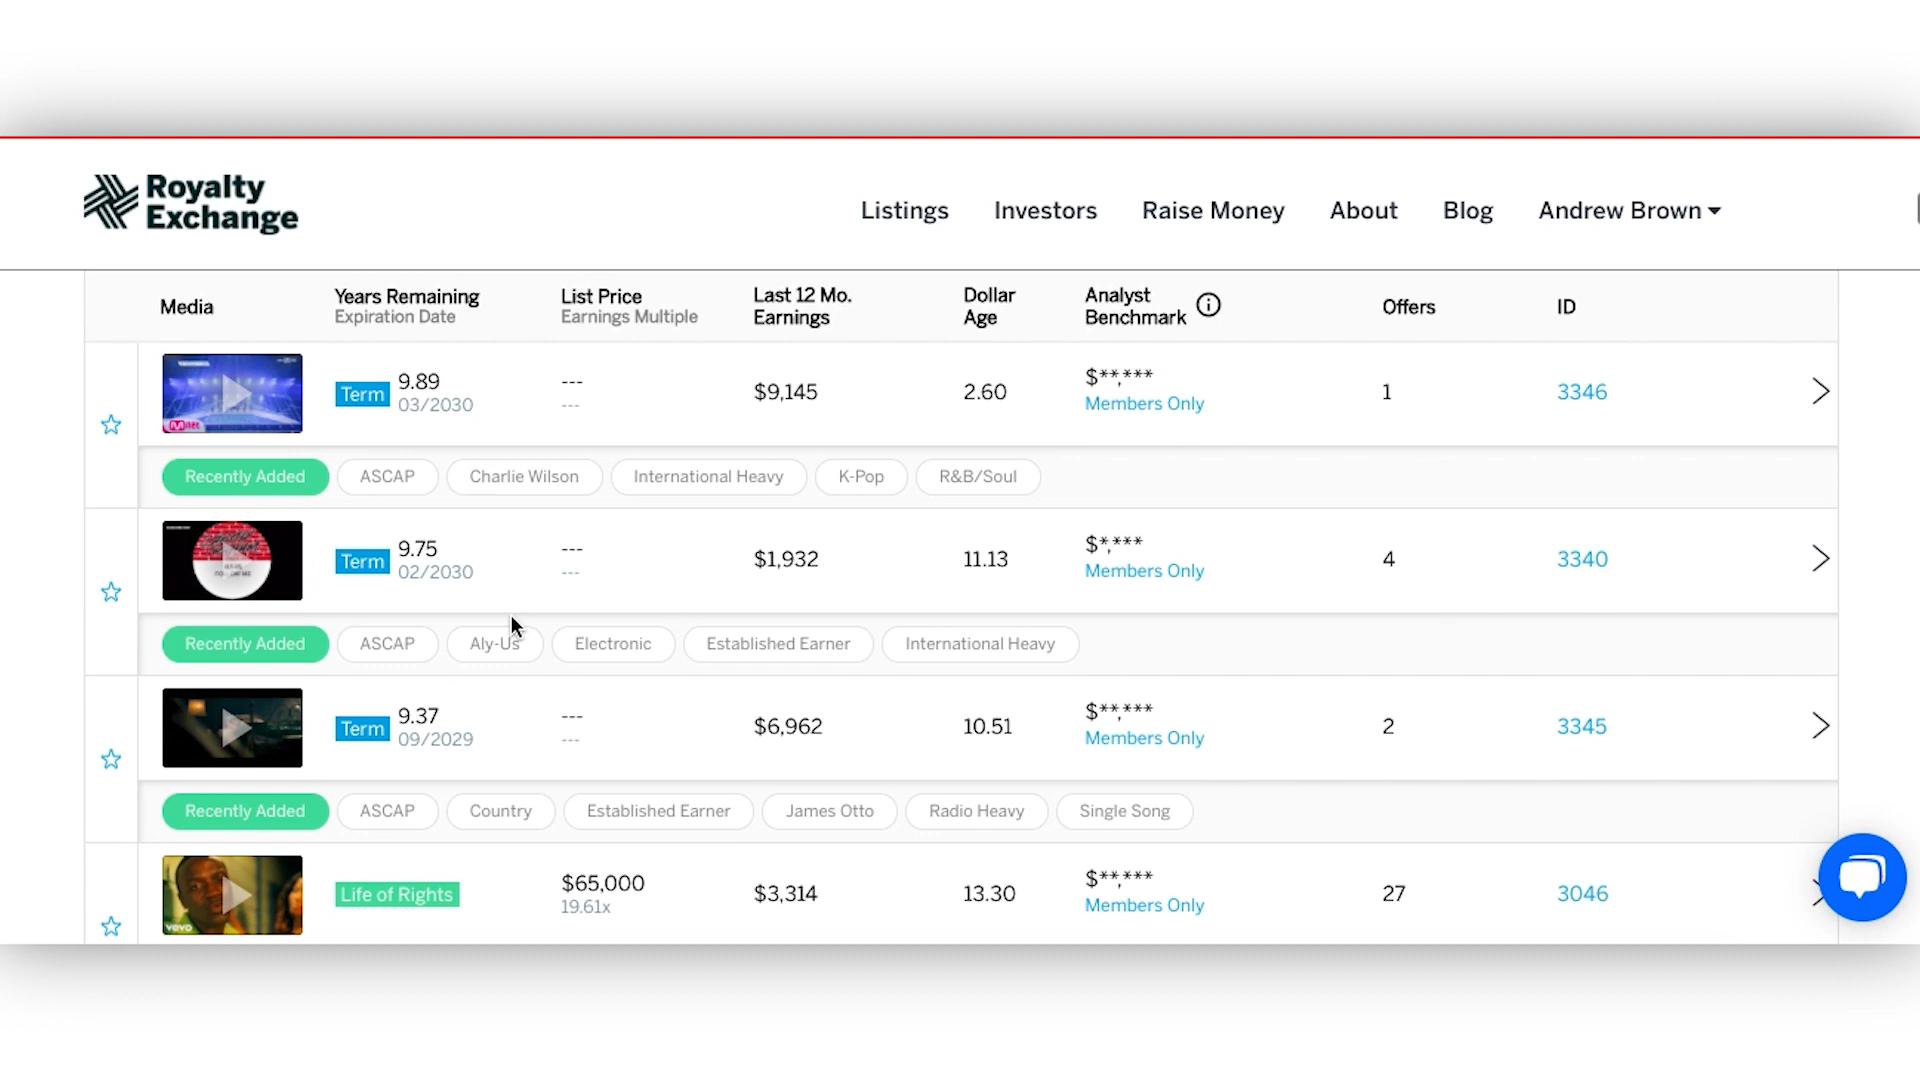 Royalty
Exchange
Listings
Investors
Raise Money
About
Blog
Andrew Brown
Media
Years Remaining
Expiration Date
List Price
Earnings Multiple
Last 12 Mo.
Earnings
Dollar
Age
Analyst
Benchmark
Offers
ID
Term
9.89
03/2030
---
---
$9,145
2.60
$**,***
Members Only
1
3346
Recently Added
ASCAP
Charlie Wilson
International Heavy
K-Pop
R&B/Soul
Term
9.75
02/2030
---
---
$1,932
11.13
$*,***
Members Only
4
3340
Recently Added
ASCAP
Aly-Us
Electronic
Established Earner
International Heavy
Term
9.37
09/2029
---
---
$6,962
10.51
$**,***
Members Only
2
3345
Recently Added
ASCAP
Country
Established Earner
James Otto
Radio Heavy
Single Song
vevo
Life of Rights
$65,000
19.61x
$3,314
13.30
$**,***
Members Only
27
3046